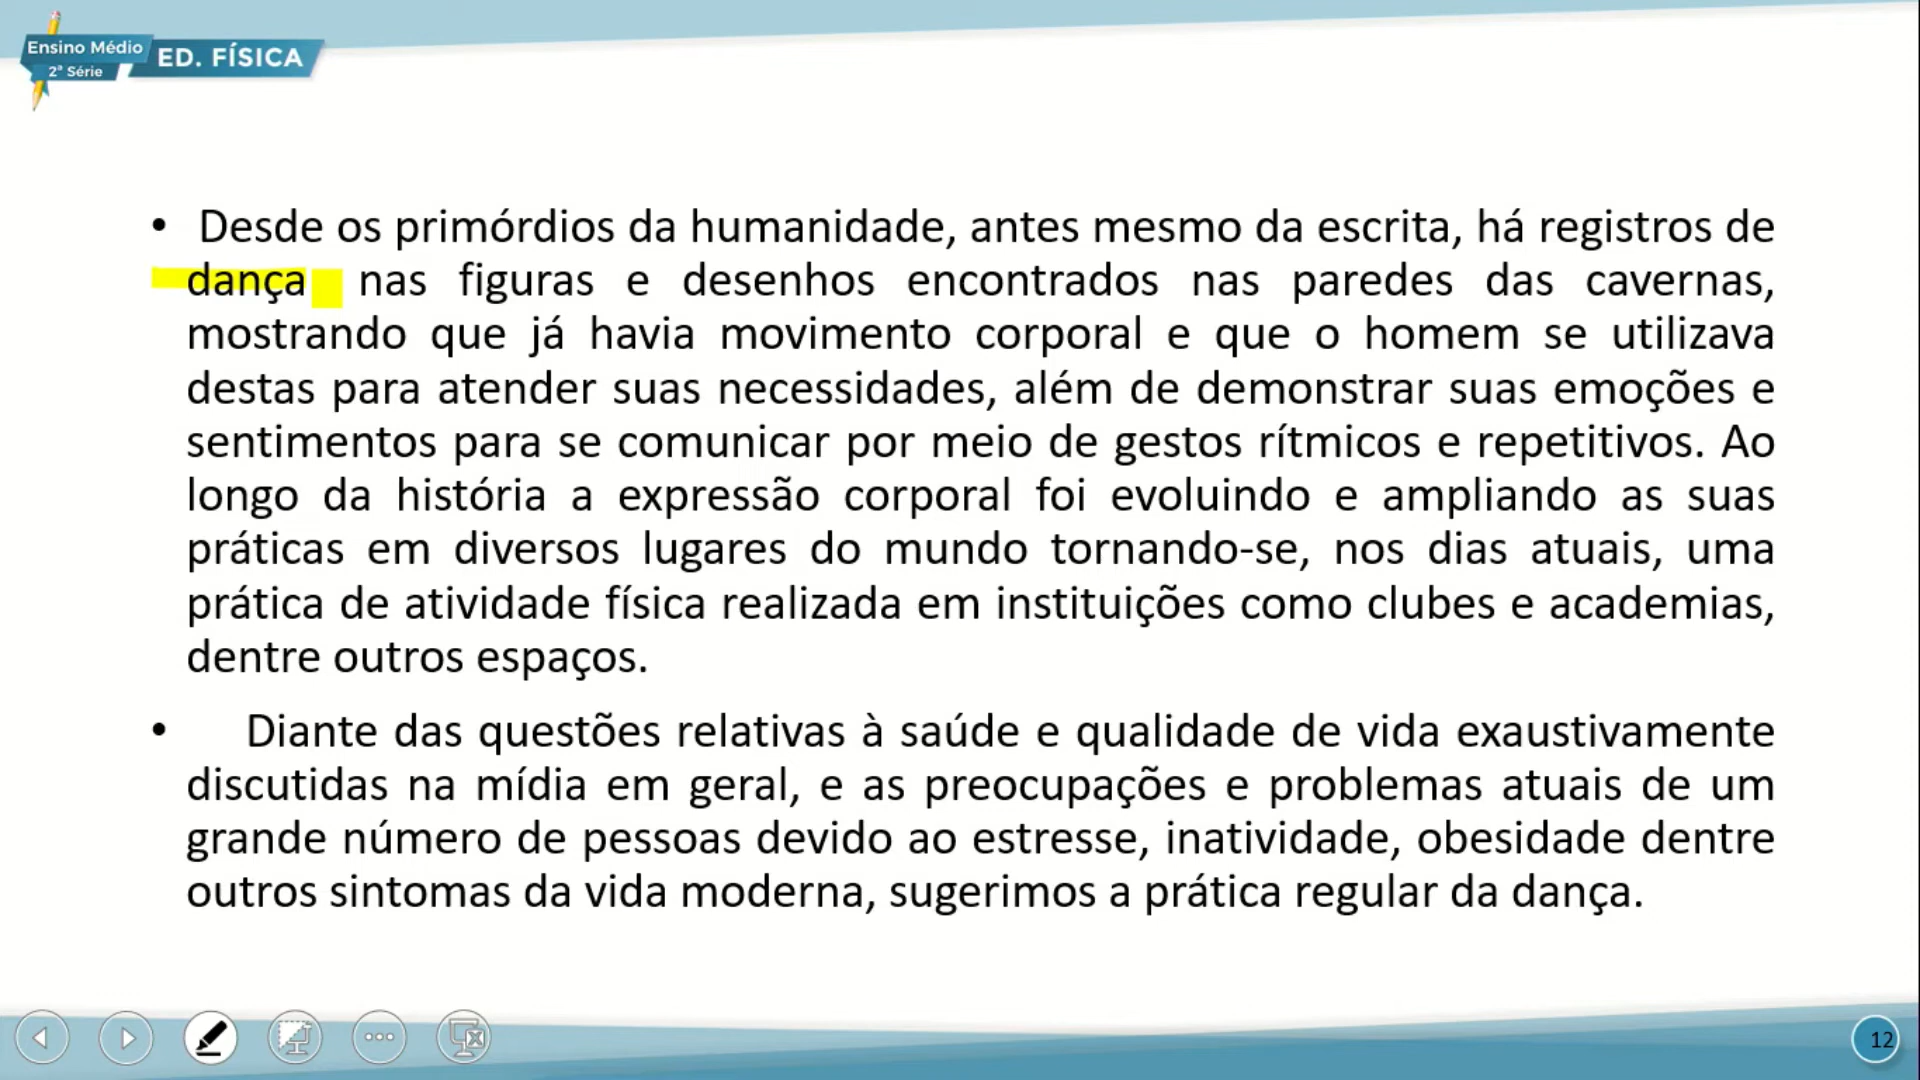 Ensino Médio
2ª Série
ED. FÍSICA
• Desde os primórdios da humanidade, antes mesmo da escrita, há registros de
dança nas figuras e desenhos encontrados nas paredes das cavernas,
mostrando que já havia movimento corporal e que o homem se utilizava
destas para atender suas necessidades, além de demonstrar suas emoções e
sentimentos para se comunicar por meio de gestos rítmicos e repetitivos. Ao
longo da história a expressão corporal foi evoluindo e ampliando as suas
práticas em diversos lugares do mundo tornando-se, nos dias atuais, uma
prática de atividade física realizada em instituições como clubes e academias,
dentre outros espaços.
• Diante das questões relativas à saúde e qualidade de vida exaustivamente
discutidas na mídia em geral, e as preocupações e problemas atuais de um
grande número de pessoas devido ao estresse, inatividade, obesidade dentre
outros sintomas da vida moderna, sugerimos a prática regular da dança.
12